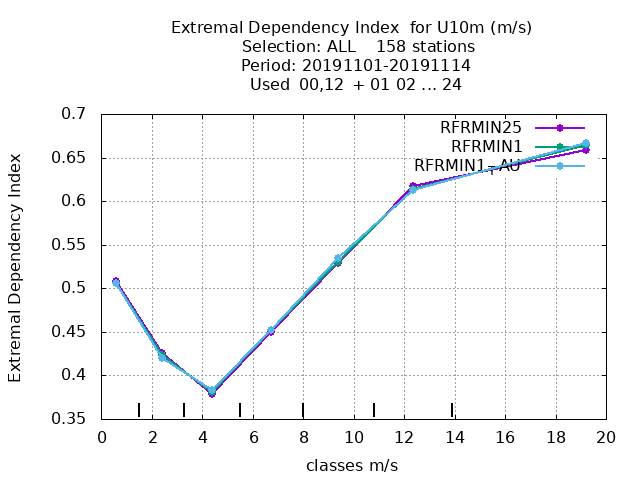 Extremal Dependency Index  for U10m (m/s)
Selection: ALL    158 stations
Period: 20191101-20191114
Used  00,12  + 01 02 ... 24
RFRMIN25
RFRMIN1
RFRMIN1+AU
Extremal Dependency Index
0.7
0.65
0.6
0.55
0.5
0.45
0.4
0.35
0 2 4 6 8 10 12 14 16 18 20
classes m/s